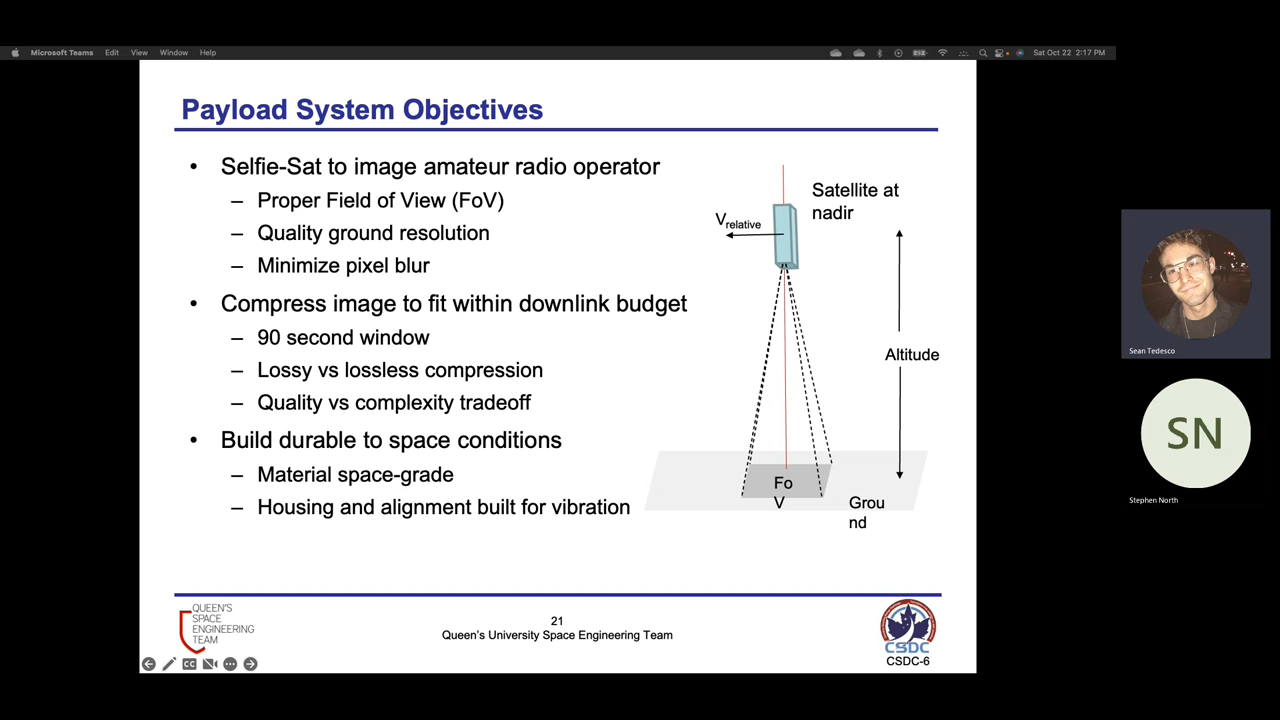 Microsoft Teams Edit View Window Help
Sat Oct 22 2:17 PM
Payload System Objectives
• Selfie-Sat to image amateur radio operator
– Proper Field of View (FoV)
– Quality ground resolution
– Minimize pixel blur
• Compress image to fit within downlink budget
– 90 second window
– Lossy vs lossless compression
– Quality vs complexity tradeoff
• Build durable to space conditions
– Material space-grade
– Housing and alignment built for vibration
Satellite at
nadir
Vrelative
Altitude
Fo
V
Grou
nd
QUEEN'S
SPACE
ENGINEERING
TEAM
21
Queen's University Space Engineering Team
CSDC
CSDC-6
CC
Sean Tedesco
SN
Stephen North